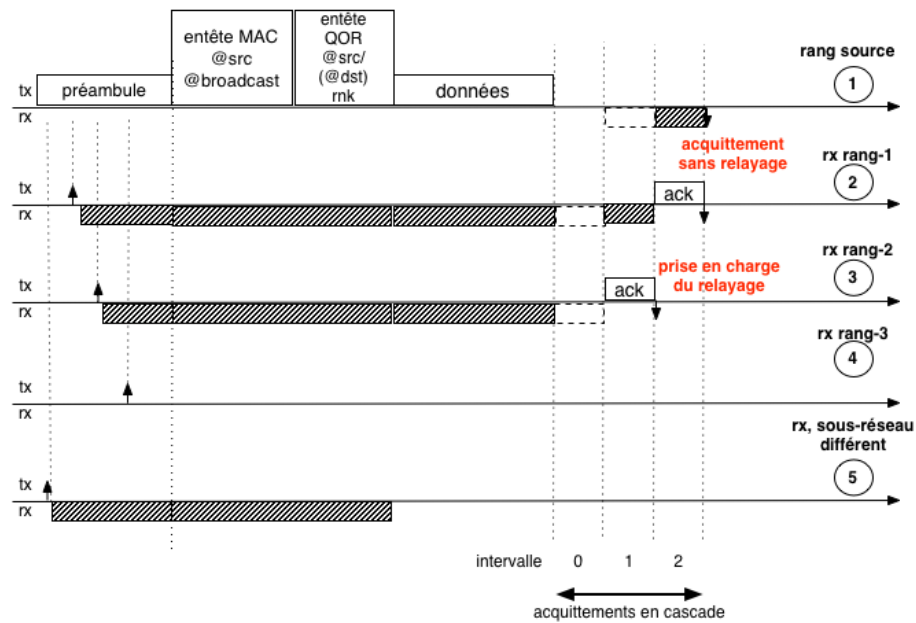 entête MAC
@src
@broadcast
entête
QOR
@src/
(@dst)
rnk
rang source
1
tx
préambule
données
rx
acquittement
sans relayage
rx rang-1
2
tx
ack
rx
prise en charge
du relayage
rx rang-2
3
tx
ack
rx
rx rang-3
4
tx
rx
rx, sous-réseau
différent
5
tx
rx
intervalle 0 1 2
acquittements en cascade